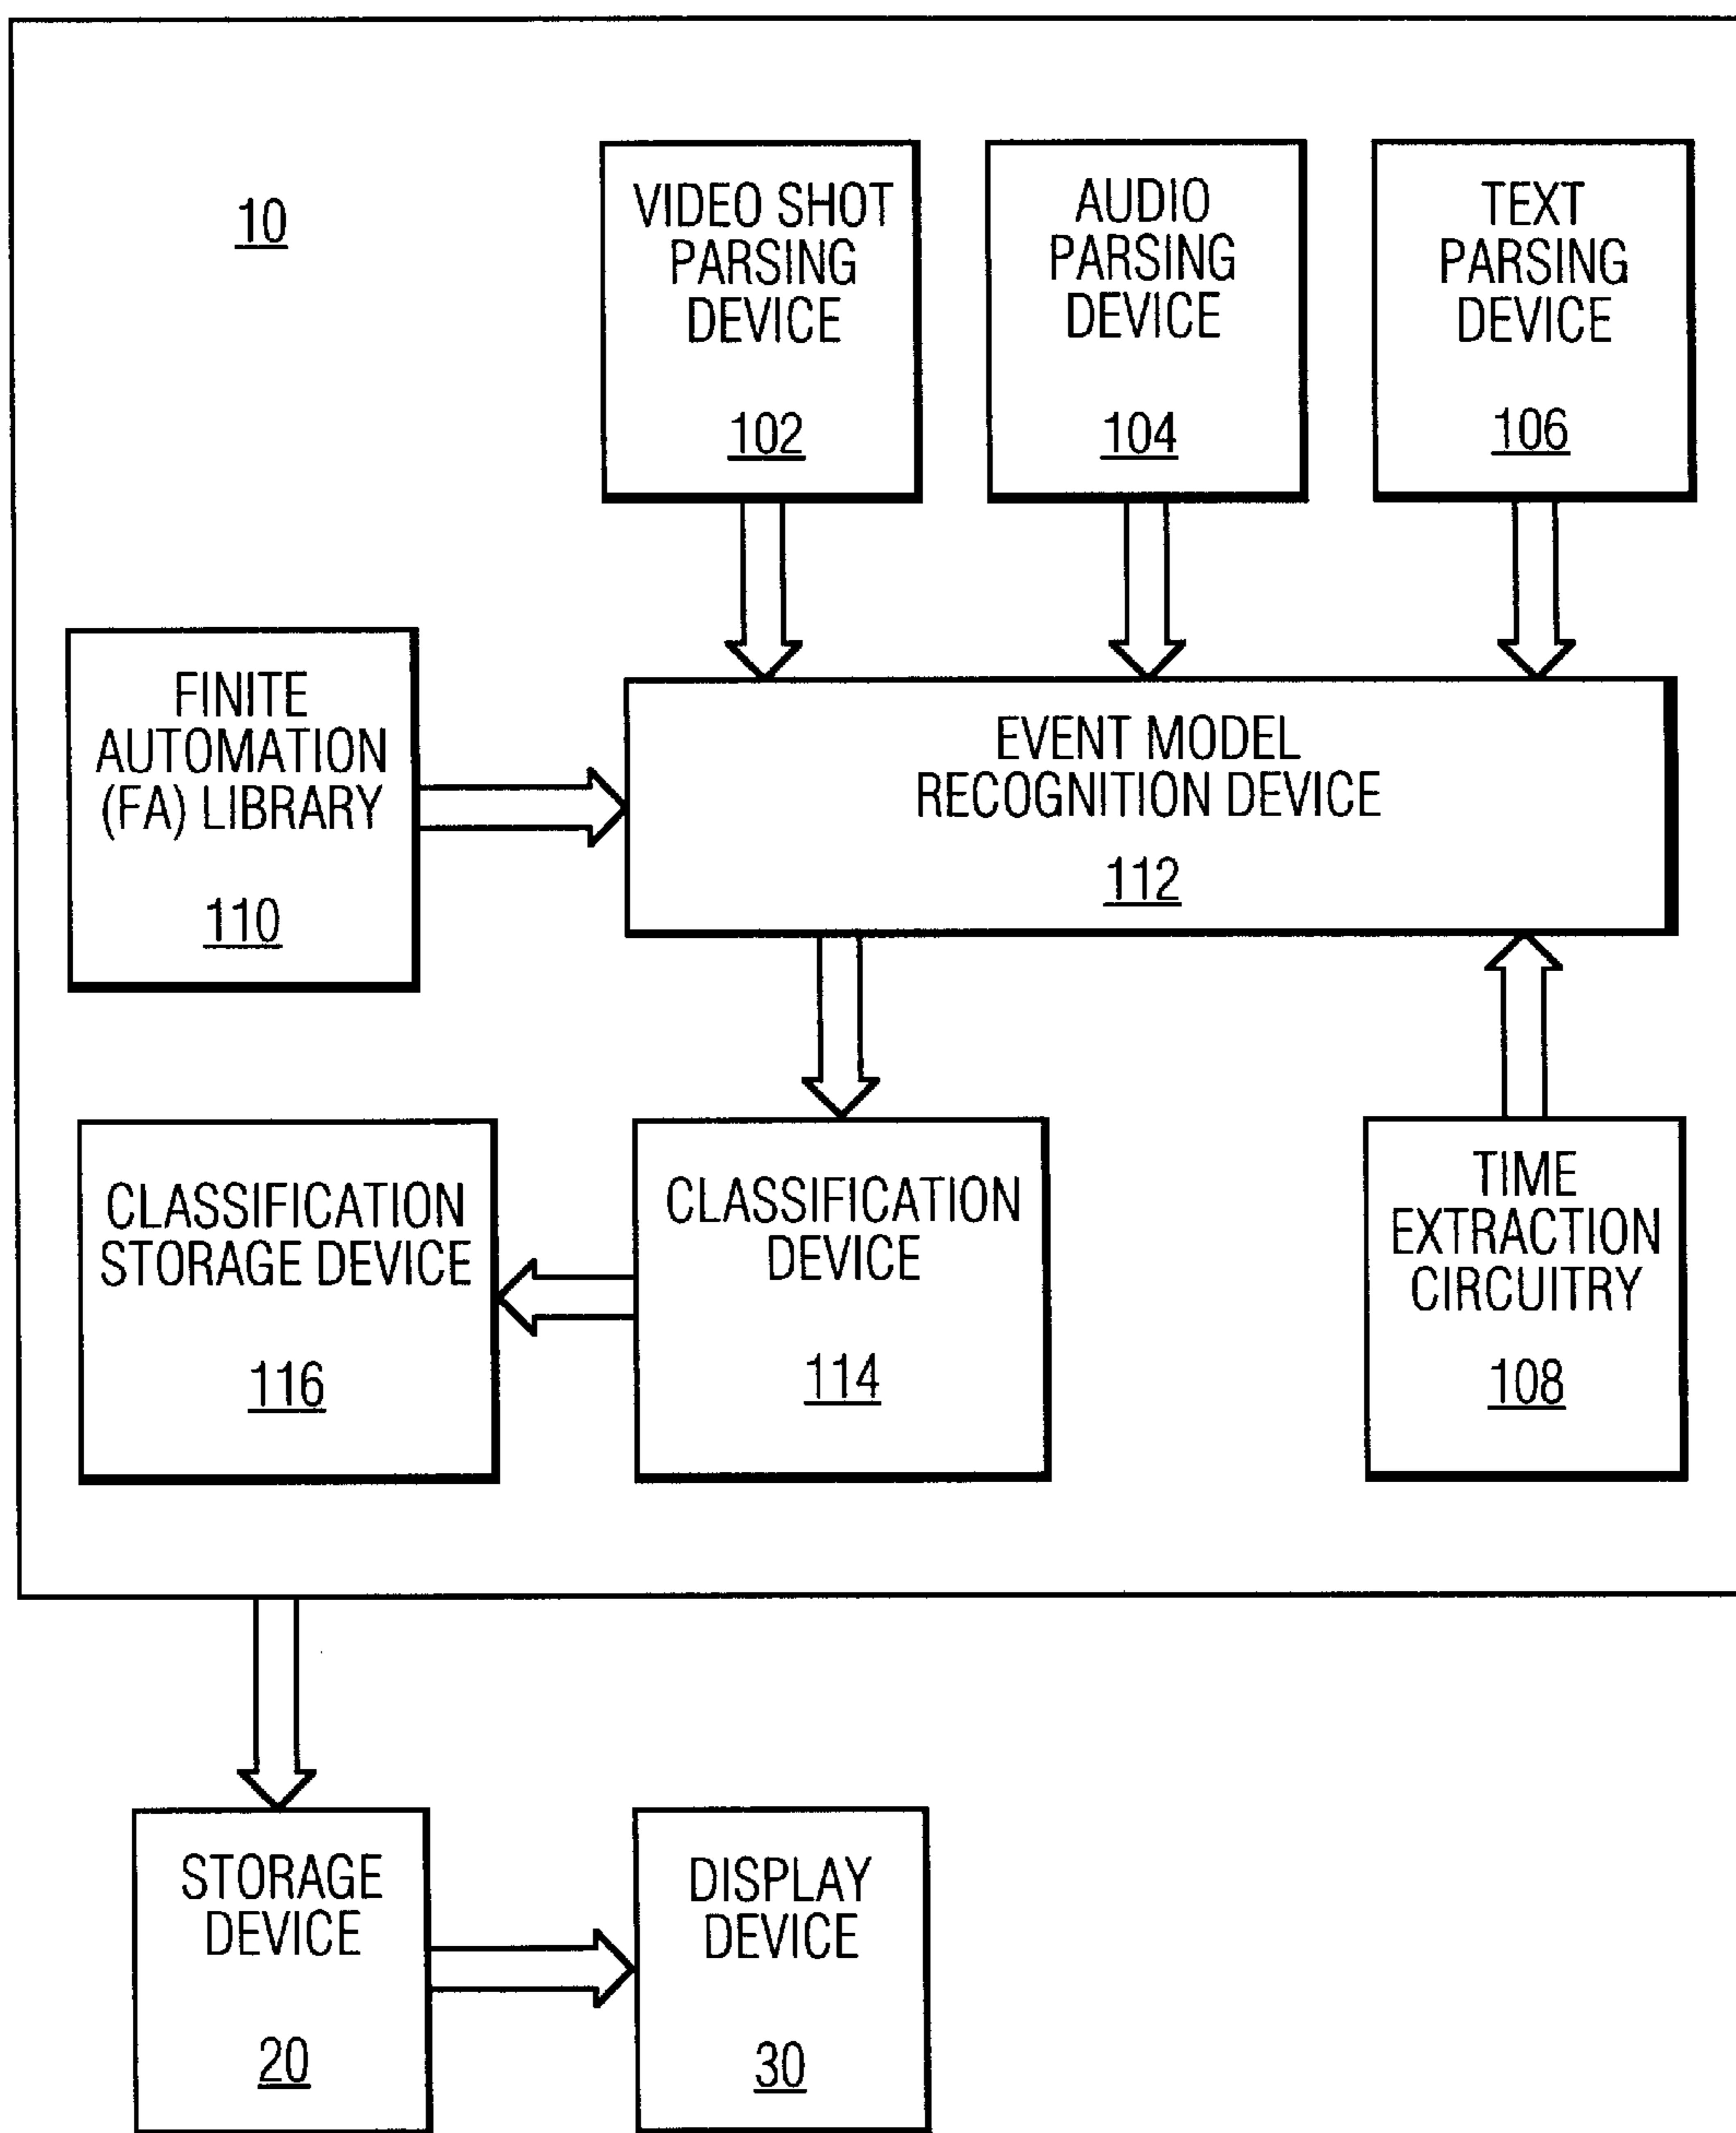 10
VIDEO SHOT
PARSING
DEVICE
102
AUDIO
PARSING
DEVICE
104
TEXT
PARSING
DEVICE
106
FINITE
AUTOMATION
(FA) LIBRARY
110
EVENT MODEL
RECOGNITION DEVICE
112
CLASSIFICATION
STORAGE DEVICE
116
CLASSIFICATION
DEVICE
114
TIME
EXTRACTION
CIRCUITRY
108
STORAGE
DEVICE
20
DISPLAY
DEVICE
30